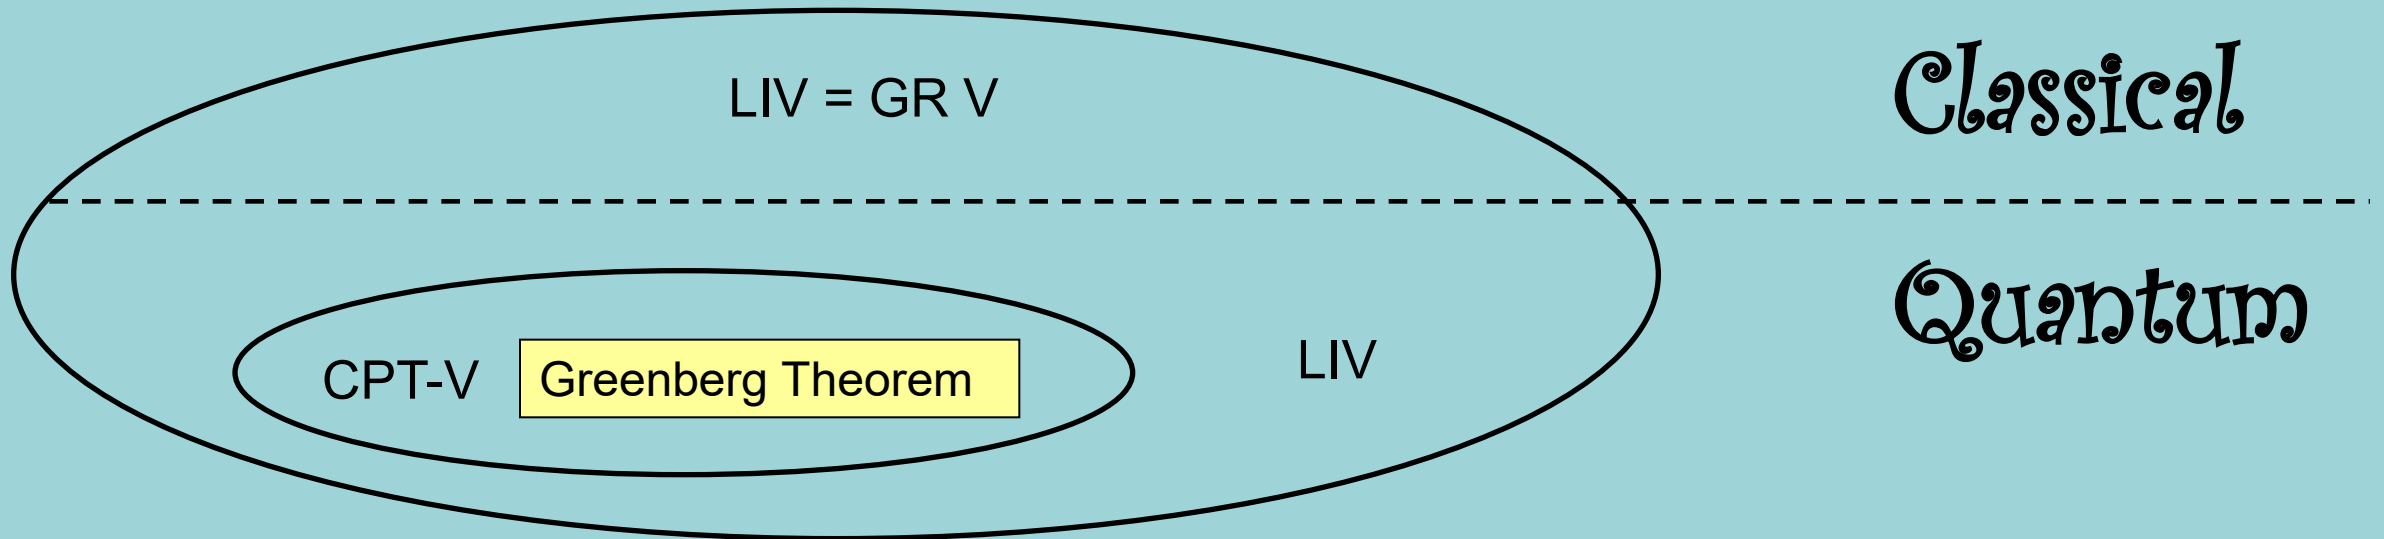 LIV = GR V
Classical
Quantum
CPT-V
Greenberg Theorem
LIV